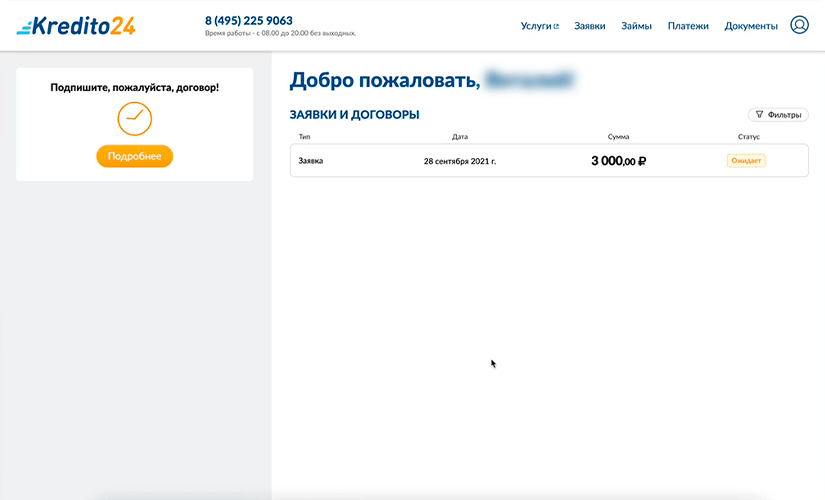 Kredito24
8 (495) 225 9063
Время работы - с 08.00 до 20.00 без выходных.
Услуги Заявки Займы Платежи Документы
Подпишите, пожалуйста, договор!
Подробнее
Добро пожаловать,
ЗАЯВКИ И ДОГОВОРЫ
Фильтры
Тип Дата Сумма Статус
Заявка 28 сентября 2021 г. 3 000,00 ₽ Ожидает